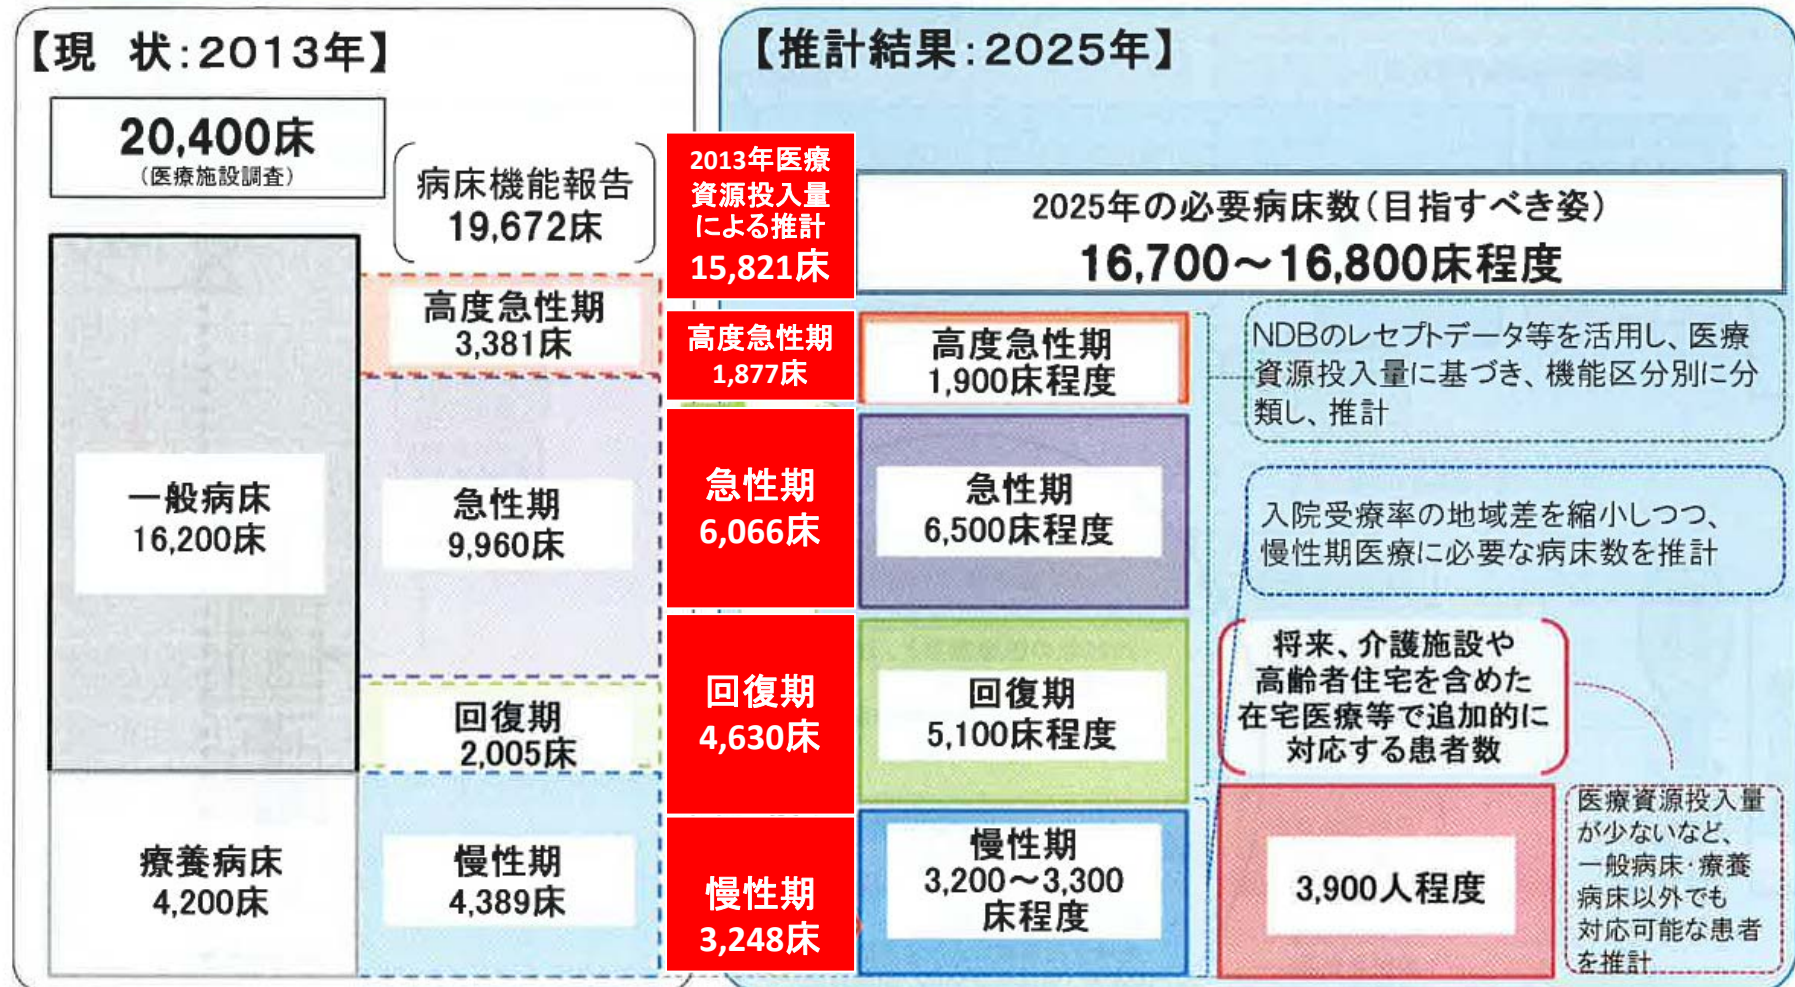 【現　状：2013年】
20,400床
（医療施設調査）
病床機能報告
19,672床
一般病床
16,200床
療養病床
4,200床
高度急性期
3,381床
急性期
9,960床
回復期
2,005床
慢性期
4,389床
2013年医療
資源投入量
による推計
15,821床
高度急性期
1,877床
急性期
6,066床
回復期
4,630床
慢性期
3,248床
【推計結果：2025年】
2025年の必要病床数（目指すべき姿）
16,700～16,800床程度
高度急性期
1,900床程度
急性期
6,500床程度
回復期
5,100床程度
慢性期
3,200～3,300
床程度
NDBのレセプトデータ等を活用し、医療
資源投入量に基づき、機能区分別に分
類し、推計
入院受療率の地域差を縮小しつつ、
慢性期医療に必要な病床数を推計
将来、介護施設や
高齢者住宅を含めた
在宅医療等で追加的に
対応する患者数
3,900人程度
医療資源投入量
が少ないなど、
一般病床・療養
病床以外でも
対応可能な患者
を推計